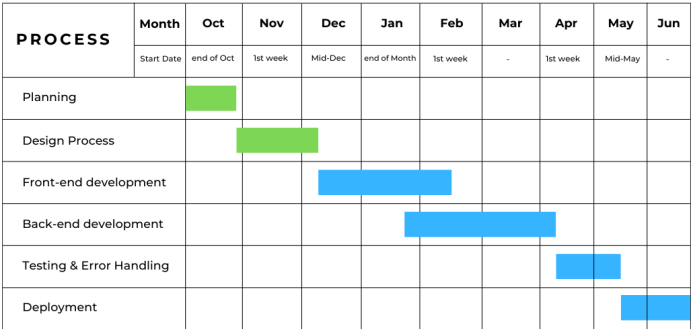 PROCESS
Month Oct Nov Dec Jan Feb Mar Apr May Jun
Start Date end of Oct 1st week Mid-Dec end of Month 1st week - 1st week Mid-May -
Planning
Design Process
Front-end development
Back-end development
Testing & Error Handling
Deployment